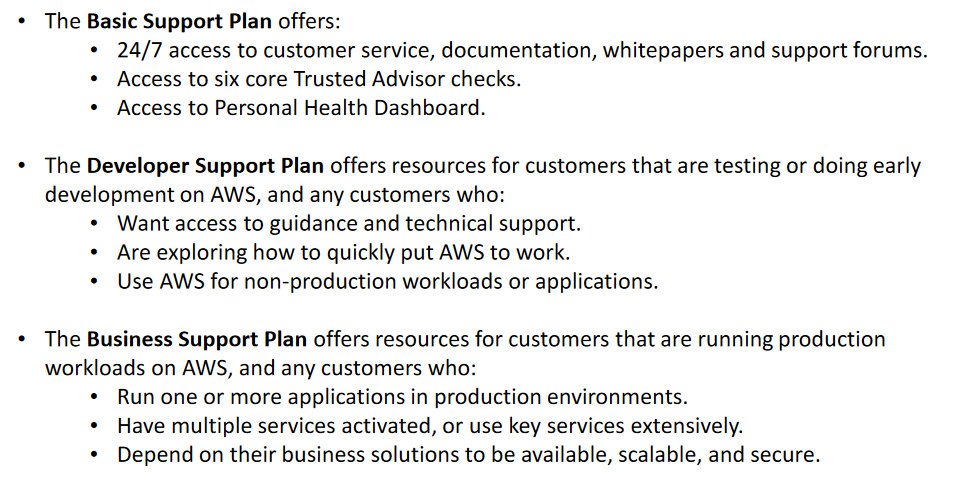 • The Basic Support Plan offers:
• 24/7 access to customer service, documentation, whitepapers and support forums.
• Access to six core Trusted Advisor checks.
• Access to Personal Health Dashboard.
• The Developer Support Plan offers resources for customers that are testing or doing early
development on AWS, and any customers who:
• Want access to guidance and technical support.
• Are exploring how to quickly put AWS to work.
• Use AWS for non-production workloads or applications.
• The Business Support Plan offers resources for customers that are running production
workloads on AWS, and any customers who:
• Run one or more applications in production environments.
• Have multiple services activated, or use key services extensively.
• Depend on their business solutions to be available, scalable, and secure.